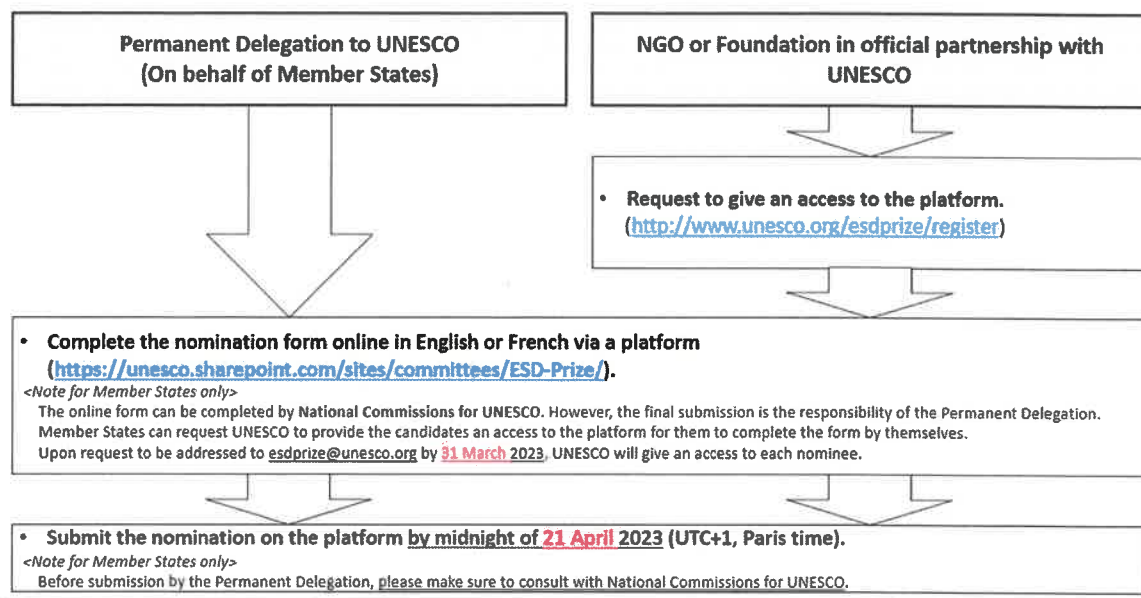 Permanent Delegation to UNESCO
(On behalf of Member States)
NGO or Foundation in official partnership with
UNESCO
• Request to give an access to the platform.
(http://www.unesco.org/esdprize/register)
• Complete the nomination form online in English or French via a platform
(https://unesco.sharepoint.com/sites/committees/ESD-Prize/).
<Note for Member States only>
The online form can be completed by National Commissions for UNESCO. However, the final submission is the responsibility of the Permanent Delegation.
Member States can request UNESCO to provide the candidates an access to the platform for them to complete the form by themselves.
Upon request to be addressed to esdprize@unesco.org by 31 March 2023, UNESCO will give an access to each nominee.
• Submit the nomination on the platform by midnight of 21 April 2023 (UTC+1, Paris time).
<Note for Member States only>
Before submission by the Permanent Delegation, please make sure to consult with National Commissions for UNESCO.